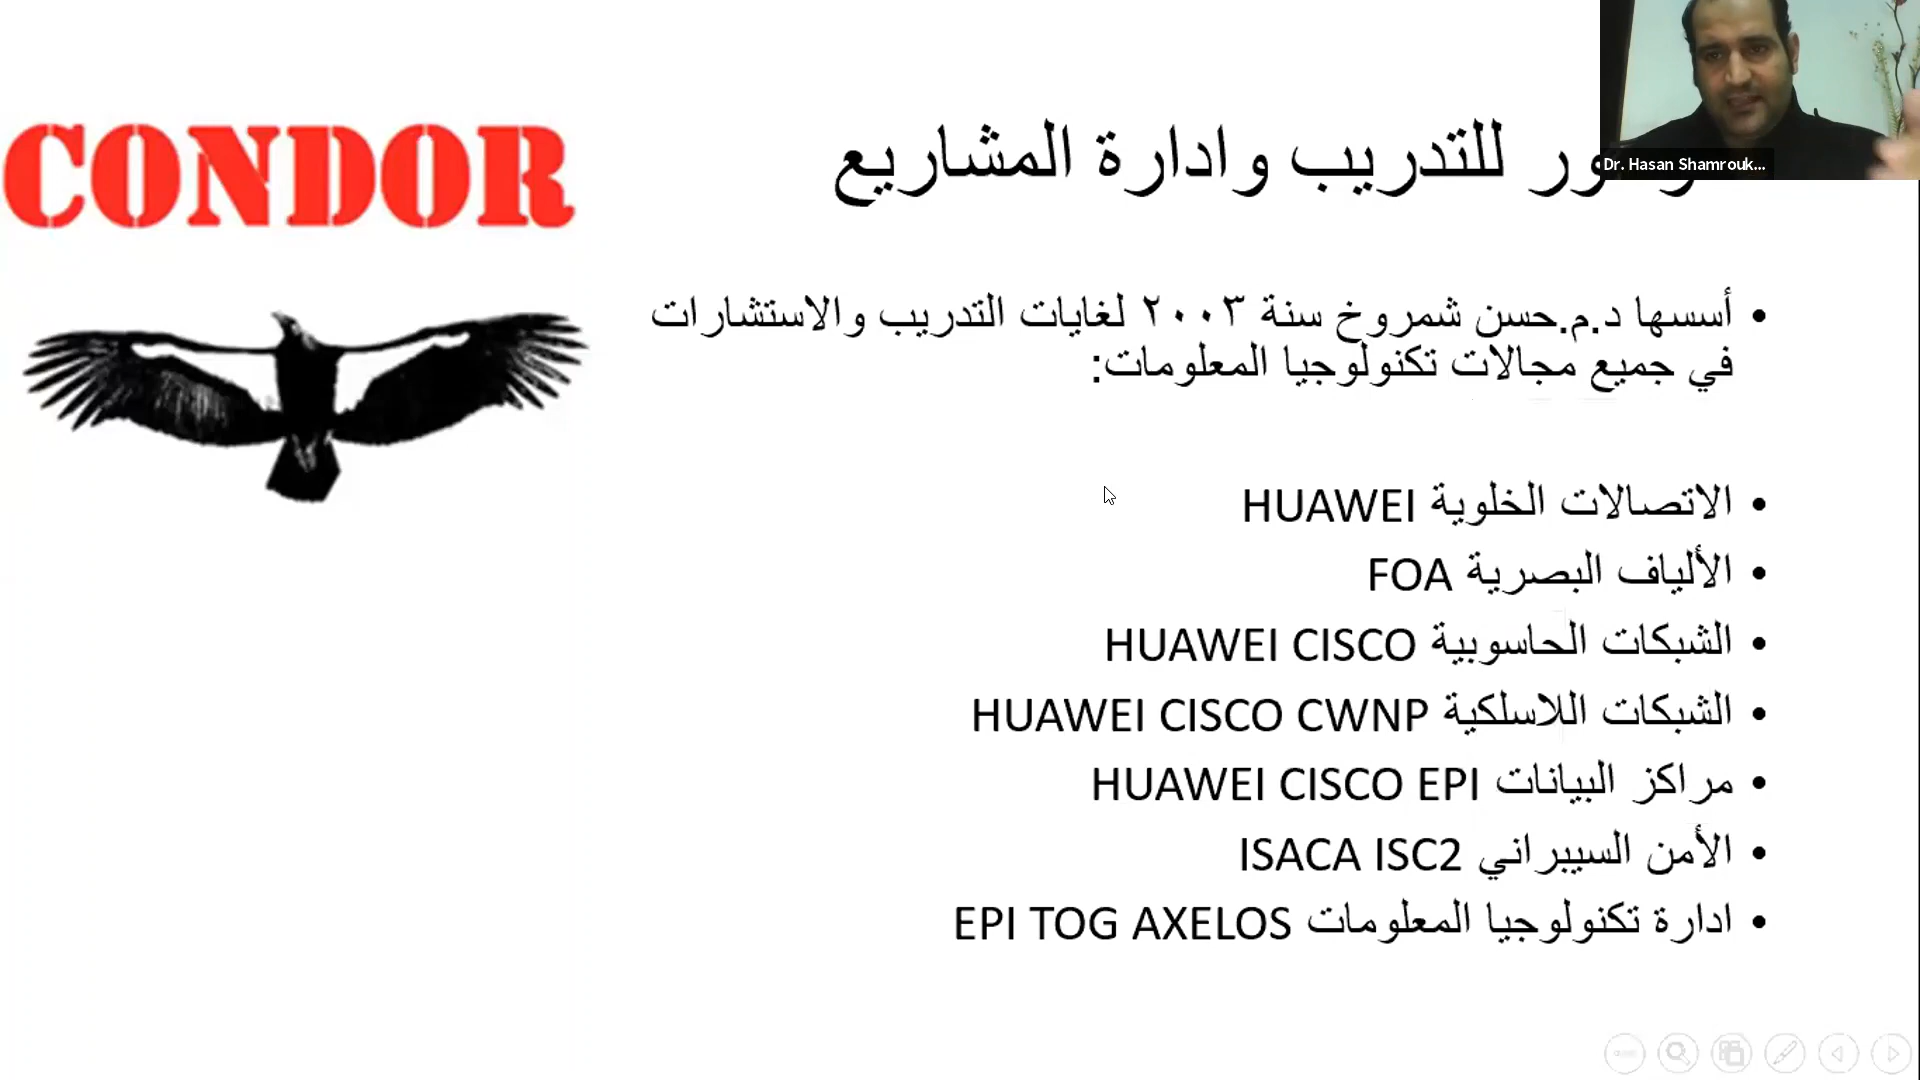 CONDOR
Dr. Hasan Shamrouk...
للتدريب وادارة المشاريع
• أسسها د.م.حسن شمروخ سنة ٢٠٠٣ لغايات التدريب والاستشارات
في جميع مجالات تكنولوجيا المعلومات:
• الاتصالات الخلوية HUAWEI
• الألياف البصرية FOA
• الشبكات الحاسوبية HUAWEI CISCO
• الشبكات اللاسلكية HUAWEI CISCO CWNP
• مراكز البيانات HUAWEI CISCO EPI
• الأمن السيبراني ISACA ISC2
• ادارة تكنولوجيا المعلومات EPI TOG AXELOS